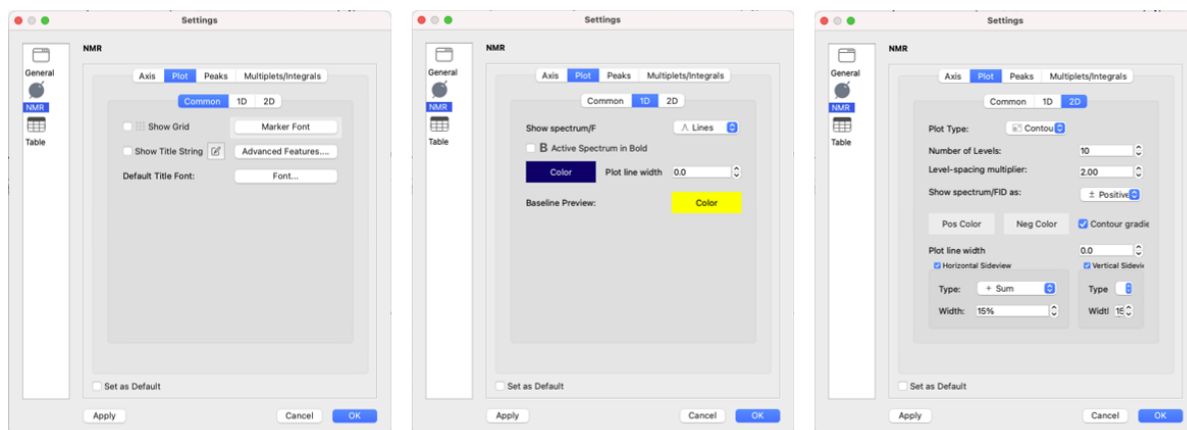 Settings
NMR
General
NMR
Table
Axis Plot Peaks Multiplets/Integrals
Common 1D 2D
Show Grid Marker Font
Show Title String Advanced Features....
Default Title Font: Font...
Set as Default
Apply Cancel OK
Settings
NMR
General
NMR
Table
Axis Plot Peaks Multiplets/Integrals
Common 1D 2D
Show spectrum/F Lines
B Active Spectrum in Bold
Color Plot line width 0.0
Baseline Preview: Color
Set as Default
Apply Cancel OK
Settings
NMR
General
NMR
Table
Axis Plot Peaks Multiplets/Integrals
Common 1D 2D
Plot Type: Contou
Number of Levels: 10
Level-spacing multiplier: 2.00
Show spectrum/FID as: ± Positive
Pos Color Neg Color Contour gradie
Plot line width 0.0
Horizontal Sideview Vertical Sidevie
Type: + Sum Type
Width: 15% Widtl 15
Set as Default
Apply Cancel OK